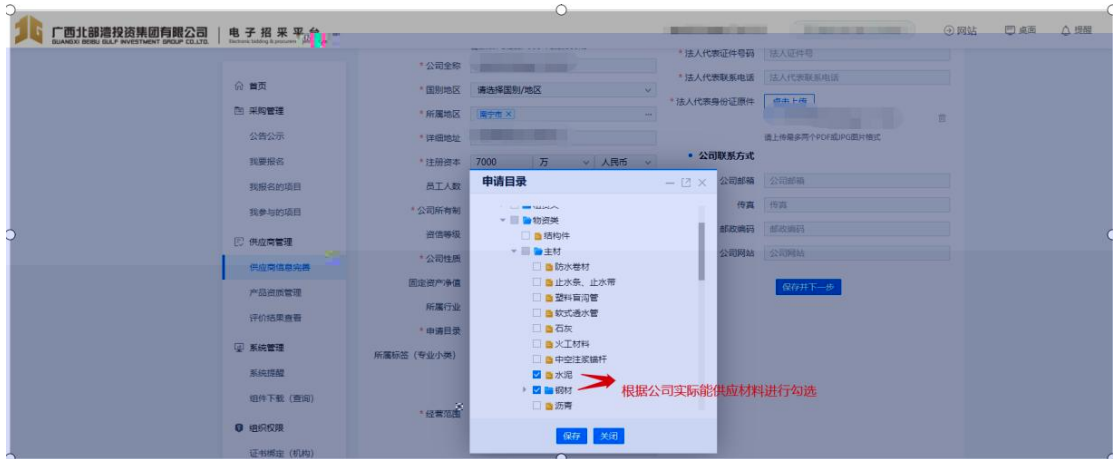 广西北部湾投资集团有限公司
GUANGXI BEIBU GULF INVESTMENT GROUP CO.,LTD.
电子招采平台
网站
桌面
提醒
首页
采购管理
公告公示
我要报名
我报名的项目
我参与的项目
供应商管理
供应商信息完善
产品资质管理
评价结果查看
系统管理
系统提醒
组件下载（查询）
组织权限
证书绑定（机构）
* 公司全称
* 国别地区 请选择国别/地区
* 所属地区 南宁市 ×
* 详细地址
* 注册资本 7000 万 人民币
员工人数
* 公司所有制
资信等级
* 公司性质
固定资产净值
所属行业
* 申请目录
所属标签（专业小类）
* 经营范围
* 法人代表证件号码 法人证件号
* 法人代表联系电话 法人代表联系电话
* 法人代表身份证原件 点击上传
请上传最多两个PDF或JPG图片格式
公司联系方式
公司邮箱 公司邮箱
传真 传真
邮政编码 邮政编码
公司网站 公司网站
保存并下一步
申请目录
物资类
结构件
主材
防水卷材
止水条、止水带
塑料盲沟管
软式透水管
石灰
火工材料
中空注浆锚杆
水泥
钢材
沥青
保存 关闭
根据公司实际能供应材料进行勾选